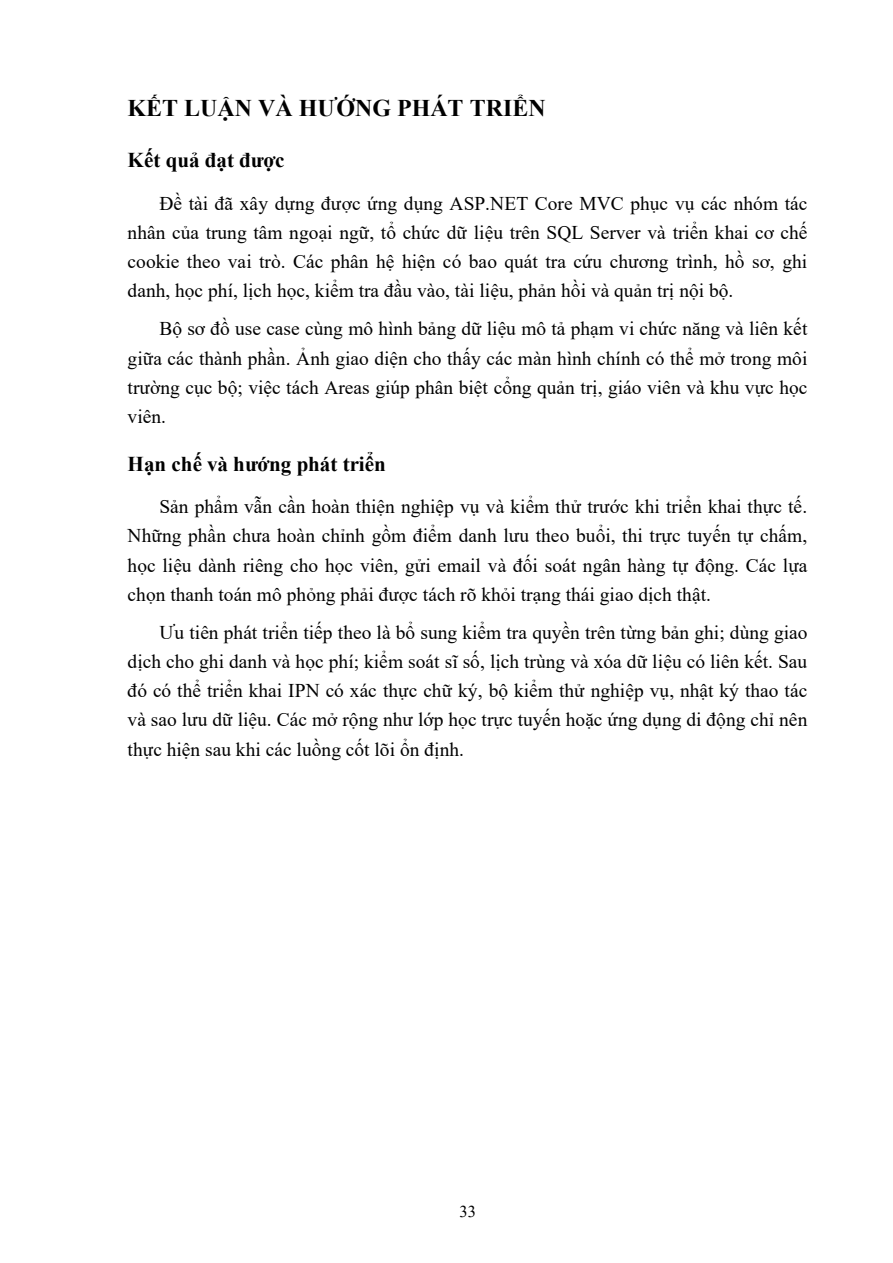 KẾT LUẬN VÀ HƯỚNG PHÁT TRIỂN
Kết quả đạt được
Đề tài đã xây dựng được ứng dụng ASP.NET Core MVC phục vụ các nhóm tác
nhân của trung tâm ngoại ngữ, tổ chức dữ liệu trên SQL Server và triển khai cơ chế
cookie theo vai trò. Các phân hệ hiện có bao quát tra cứu chương trình, hồ sơ, ghi
danh, học phí, lịch học, kiểm tra đầu vào, tài liệu, phản hồi và quản trị nội bộ.
Bộ sơ đồ use case cùng mô hình bảng dữ liệu mô tả phạm vi chức năng và liên kết
giữa các thành phần. Ảnh giao diện cho thấy các màn hình chính có thể mở trong môi
trường cục bộ; việc tách Areas giúp phân biệt cổng quản trị, giáo viên và khu vực học
viên.
Hạn chế và hướng phát triển
Sản phẩm vẫn cần hoàn thiện nghiệp vụ và kiểm thử trước khi triển khai thực tế.
Những phần chưa hoàn chỉnh gồm điểm danh lưu theo buổi, thi trực tuyến tự chấm,
học liệu dành riêng cho học viên, gửi email và đối soát ngân hàng tự động. Các lựa
chọn thanh toán mô phỏng phải được tách rõ khỏi trạng thái giao dịch thật.
Ưu tiên phát triển tiếp theo là bổ sung kiểm tra quyền trên từng bản ghi; dùng giao
dịch cho ghi danh và học phí; kiểm soát sĩ số, lịch trùng và xóa dữ liệu có liên kết. Sau
đó có thể triển khai IPN có xác thực chữ ký, bộ kiểm thử nghiệp vụ, nhật ký thao tác
và sao lưu dữ liệu. Các mở rộng như lớp học trực tuyến hoặc ứng dụng di động chỉ nên
thực hiện sau khi các luồng cốt lõi ổn định.
33